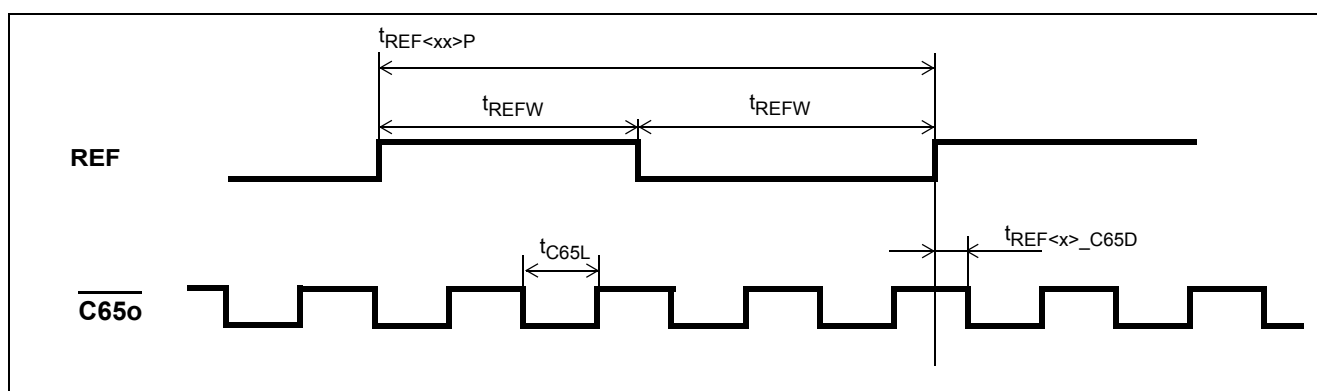 tREF<xx>P
tREFW tREFW
REF
tC65L tREF<x>_C65D
C65o